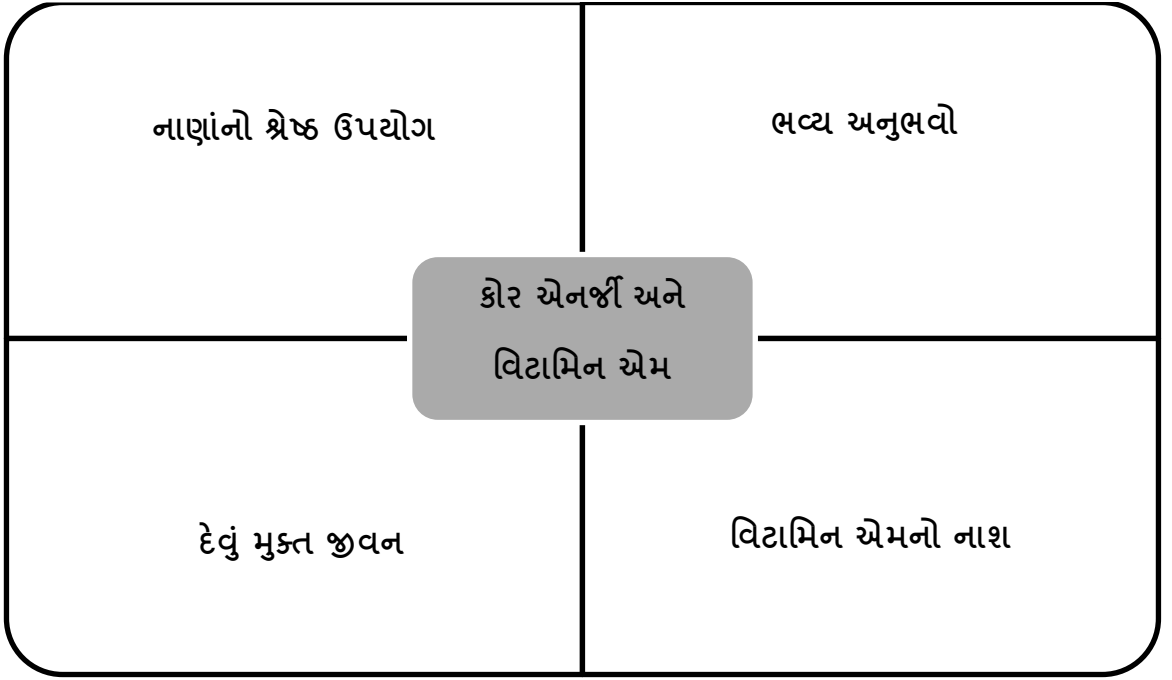 નાણાંનો શ્રેષ્ઠ ઉપયોગ
ભવ્ય અનુભવો
કોર એનર્જી અને
વિટામિન એમ
દેવું મુક્ત જીવન
વિટામિન એમનો નાશ